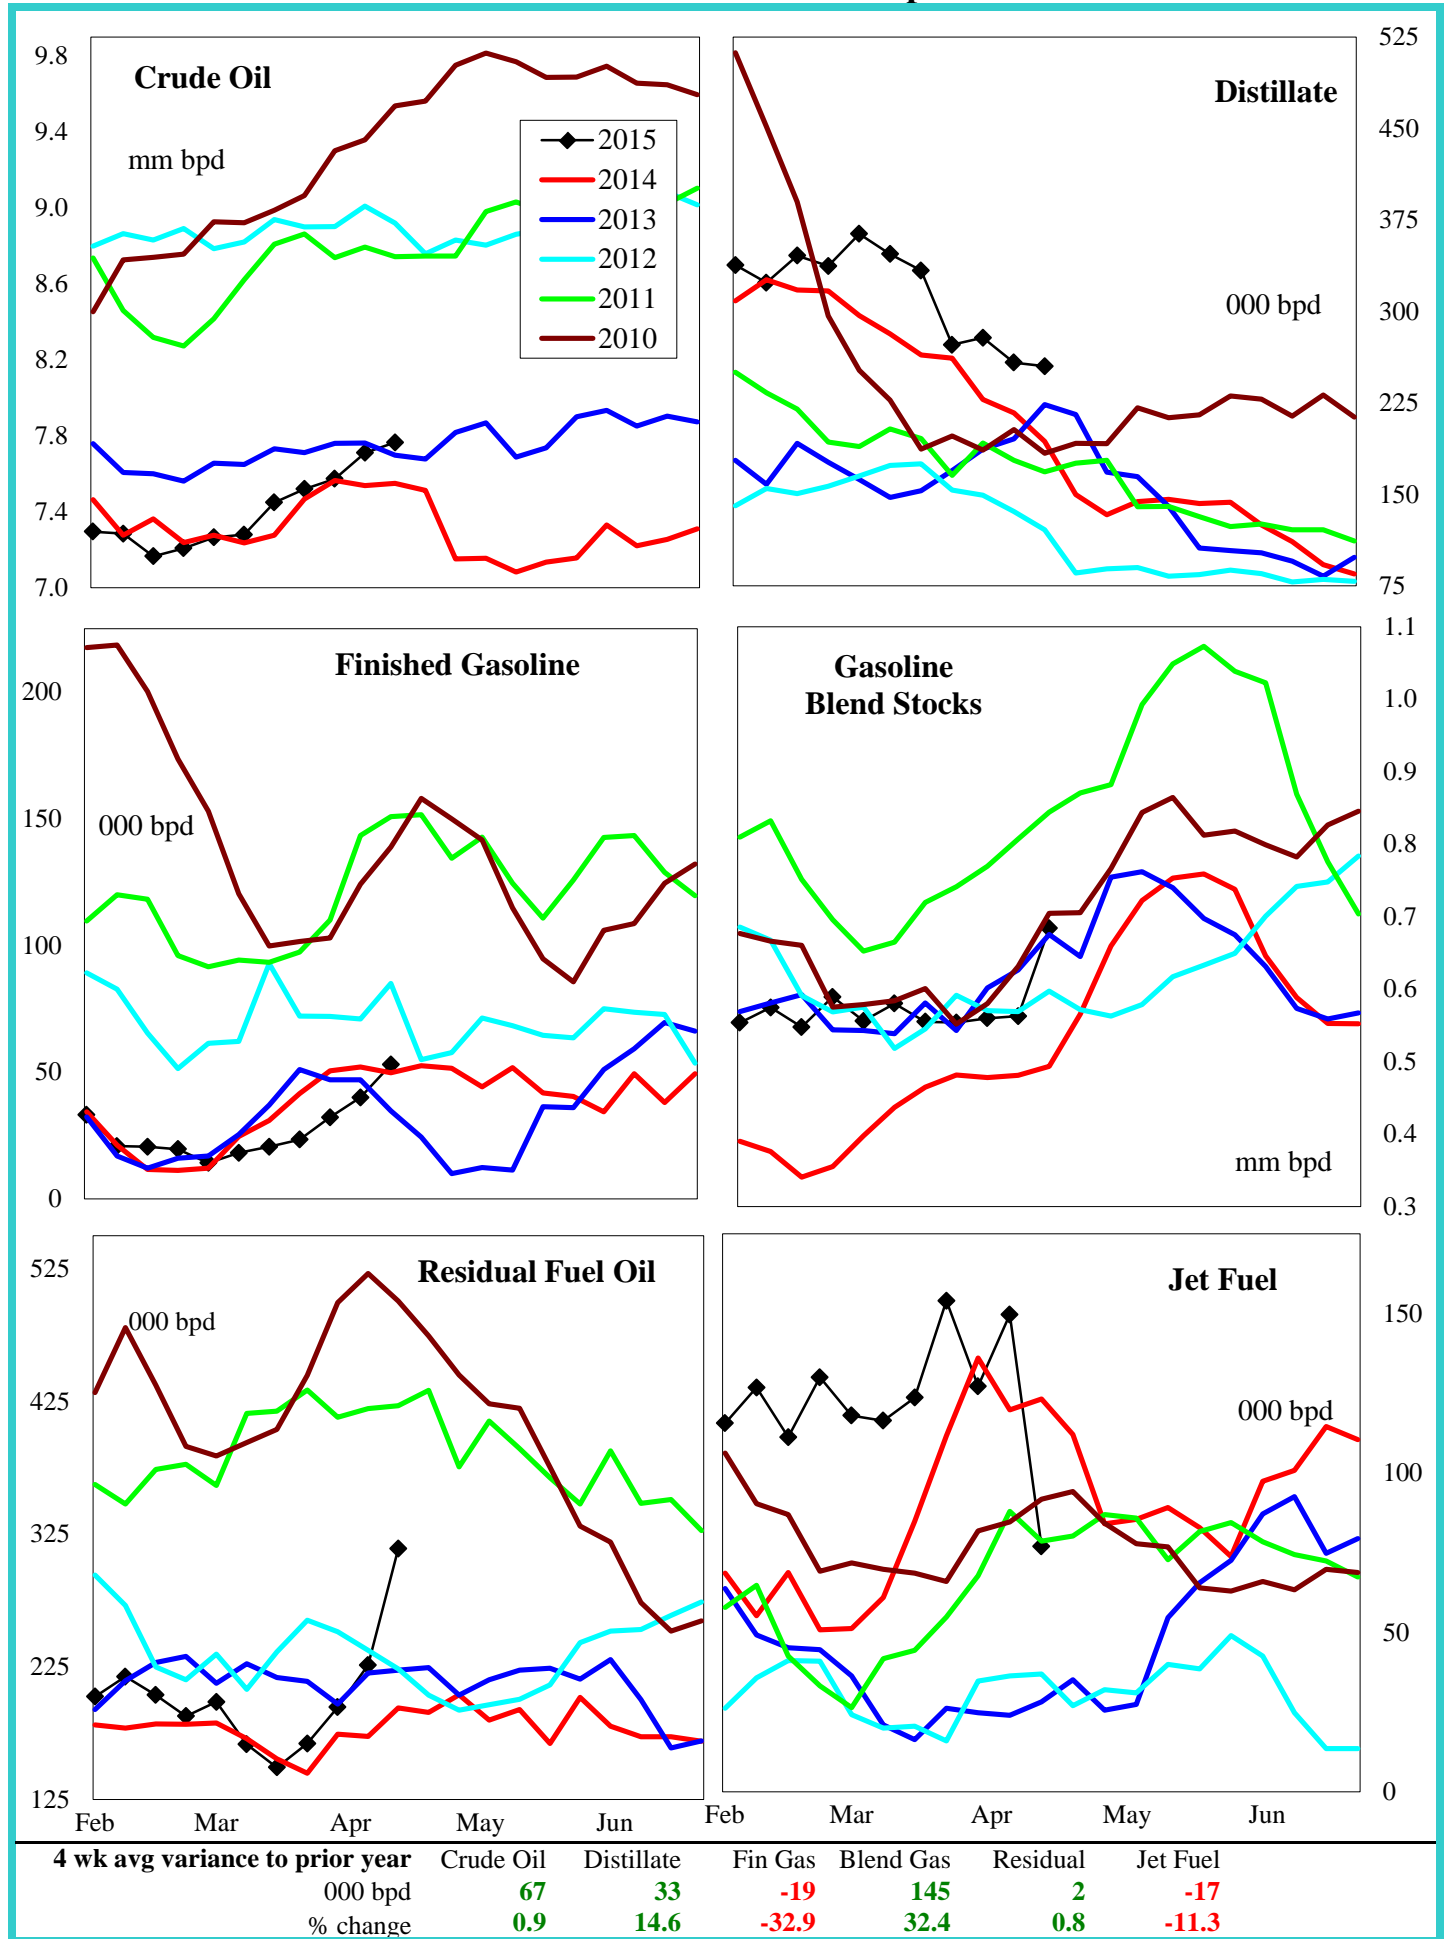 9.8
9.4
9.0
8.6
8.2
7.8
7.4
7.0
Crude Oil
mm bpd
2015
2014
2013
2012
2011
2010
Distillate
000 bpd
525
450
375
300
225
150
75
Finished Gasoline
000 bpd
200
150
100
50
0
Gasoline
Blend Stocks
mm bpd
1.1
1.0
0.9
0.8
0.7
0.6
0.5
0.4
0.3
Residual Fuel Oil
000 bpd
525
425
325
225
125
Feb Mar Apr May Jun
Jet Fuel
000 bpd
150
100
50
0
Feb Mar Apr May Jun
4 wk avg variance to prior year Crude Oil Distillate Fin Gas Blend Gas Residual Jet Fuel
000 bpd 67 33 -19 145 2 -17
% change 0.9 14.6 -32.9 32.4 0.8 -11.3